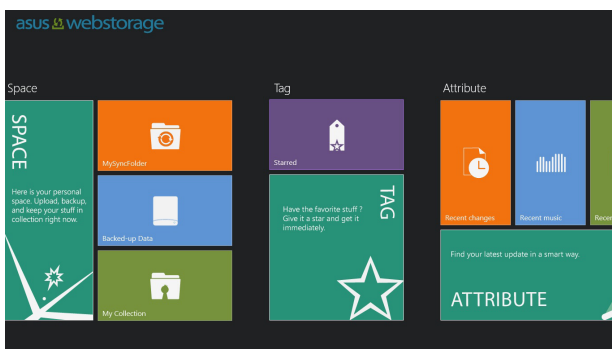 asus webstorage
Space
SPACE
Here is your personal
space. Upload, backup,
and keep your stuff in
collection right now.
MySyncFolder
Backed-up Data
My Collection
Tag
Starred
TAG
Have the favorite stuff ?
Give it a star and get it
immediately.
Attribute
Recent changes
Recent music
Recen
Find your latest update in a smart way.
ATTRIBUTE